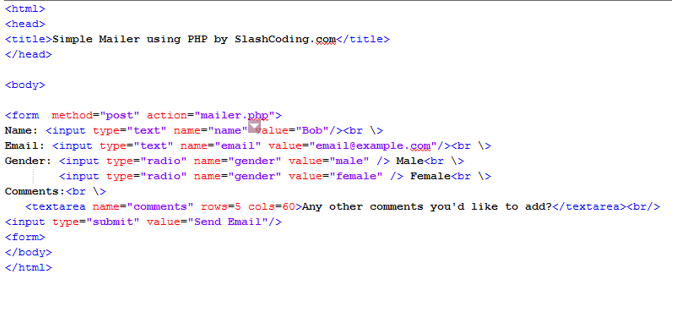 <html>
<head>
<title>Simple Mailer using PHP by SlashCoding.com</title>
</head>
<body>
<form  method="post" action="mailer.php">
Name: <input type="text" name="name" value="Bob"/><br \>
Email: <input type="text" name="email" value="email@example.com"/><br \>
Gender: <input type="radio" name="gender" value="male" /> Male<br \>
<input type="radio" name="gender" value="female" /> Female<br \>
Comments:<br \>
<textarea name="comments" rows=5 cols=60>Any other comments you'd like to add?</textarea><br/>
<input type="submit" value="Send Email"/>
<form>
</body>
</html>